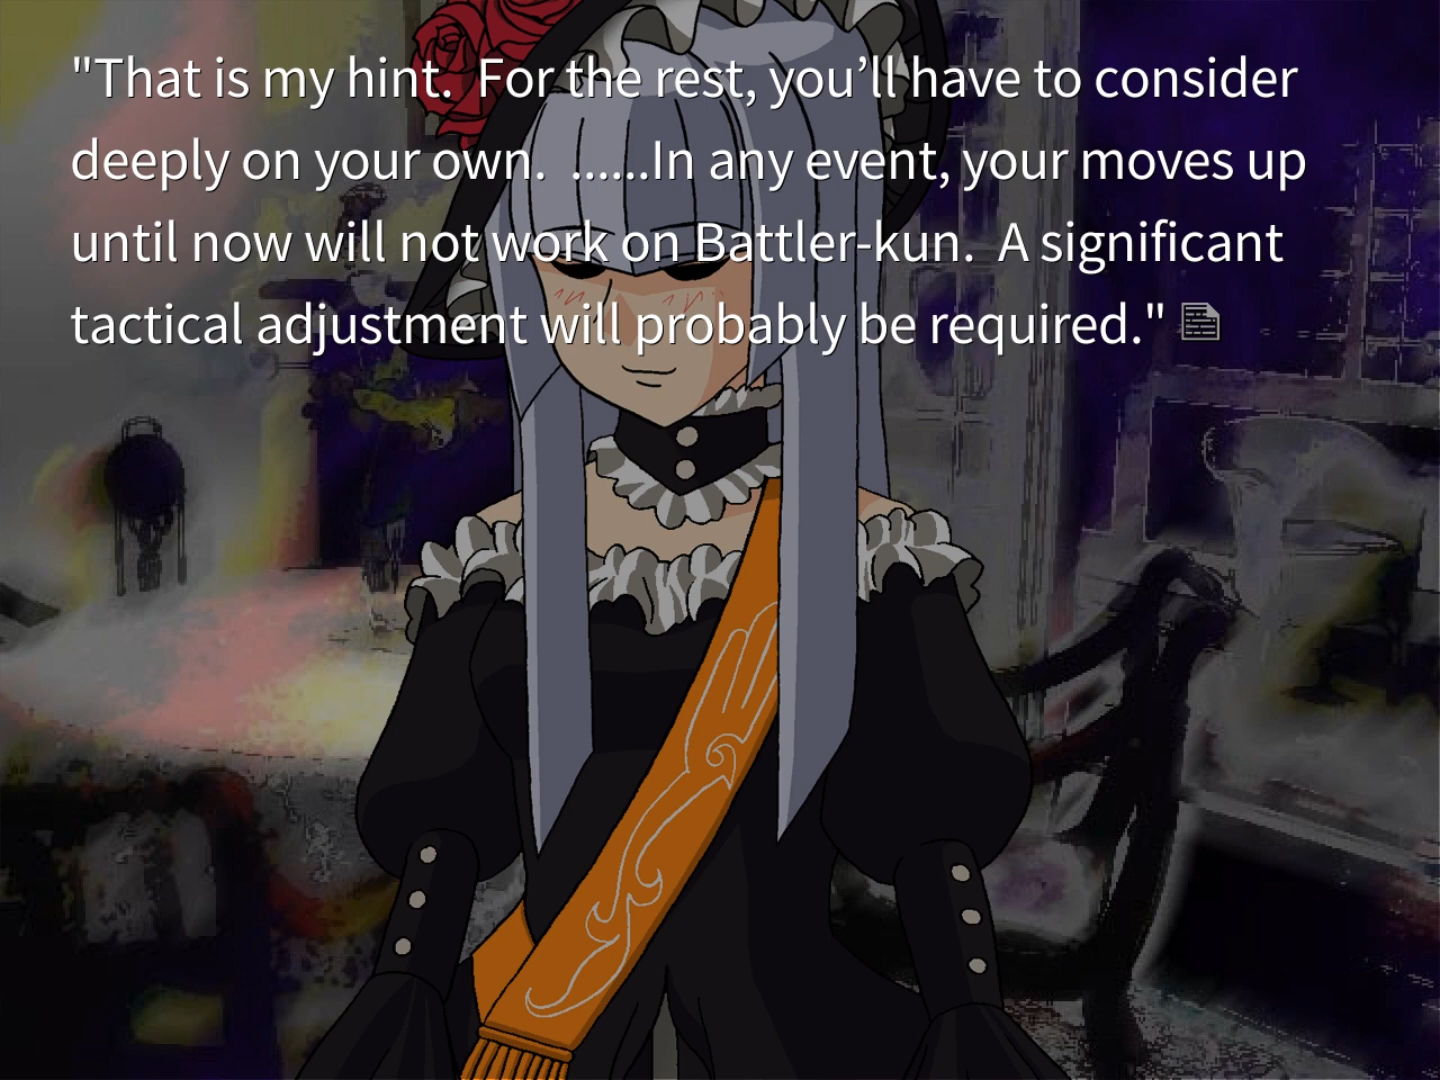 "That is my hint.  For the rest, you’ll have to consider
deeply on your own.  ......In any event, your moves up
until now will not work on Battler-kun.  A significant
tactical adjustment will probably be required."